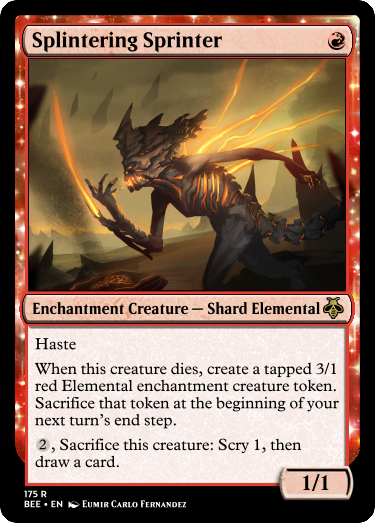 Splintering Sprinter
Enchantment Creature — Shard Elemental
Haste
When this creature dies, create a tapped 3/1
red Elemental enchantment creature token.
Sacrifice that token at the beginning of your
next turn's end step.
2 , Sacrifice this creature: Scry 1, then
draw a card.
1/1
175 R
BEE • EN Eumir Carlo Fernandez